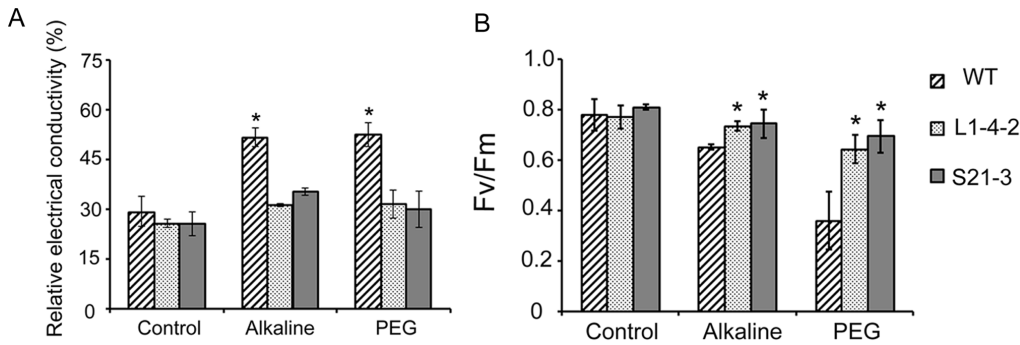 A
Relative electrical conductivity (%)
75
60
45
30
15
0
*
*
Control
Alkaline
PEG
B
Fv/Fm
1.0
0.8
0.6
0.4
0.2
0
*
*
*
*
Control
Alkaline
PEG
WT
L1-4-2
S21-3